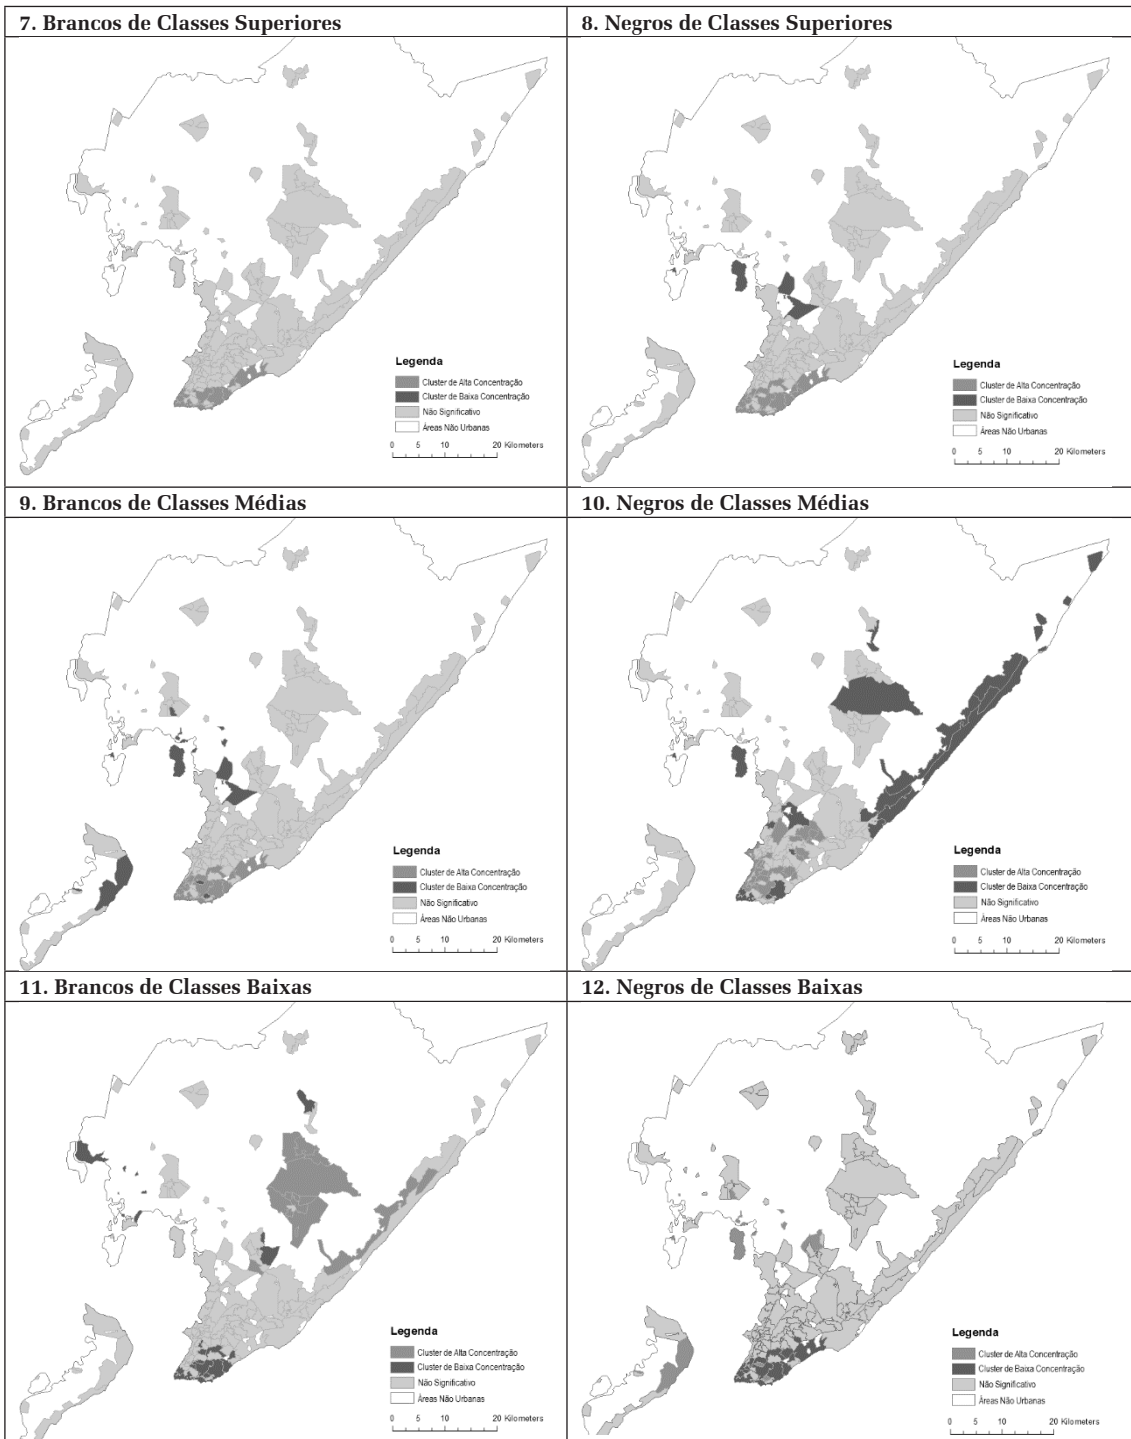 7. Brancos de Classes Superiores
8. Negros de Classes Superiores
Legenda
Cluster de Alta Concentração
Cluster de Baixa Concentração
Não Significativo
Áreas Não Urbanas
0 5 10 20 Kilometers
Legenda
Cluster de Alta Concentração
Cluster de Baixa Concentração
Não Significativo
Áreas Não Urbanas
0 5 10 20 Kilometers
9. Brancos de Classes Médias
10. Negros de Classes Médias
Legenda
Cluster de Alta Concentração
Cluster de Baixa Concentração
Não Significativo
Áreas Não Urbanas
0 5 10 20 Kilometers
Legenda
Cluster de Alta Concentração
Cluster de Baixa Concentração
Não Significativo
Áreas Não Urbanas
0 5 10 20 Kilometers
11. Brancos de Classes Baixas
12. Negros de Classes Baixas
Legenda
Cluster de Alta Concentração
Cluster de Baixa Concentração
Não Significativo
Áreas Não Urbanas
0 5 10 20 Kilometers
Legenda
Cluster de Alta Concentração
Cluster de Baixa Concentração
Não Significativo
Áreas Não Urbanas
0 5 10 20 Kilometers